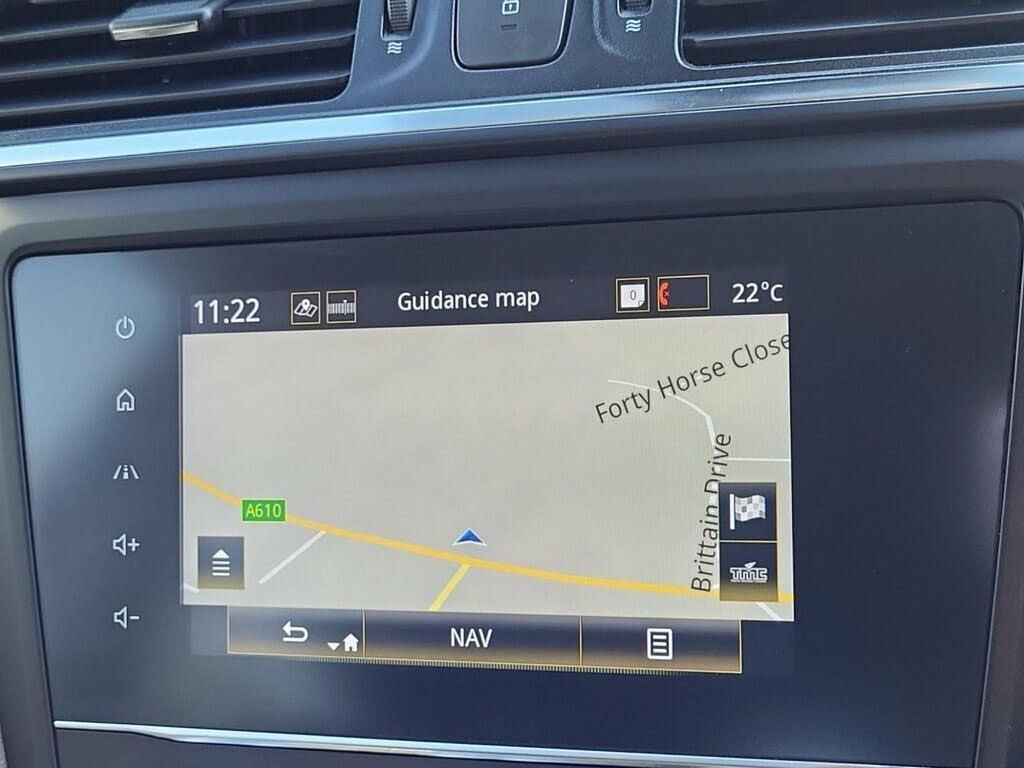 11:22 Guidance map 0 22°C
Forty Horse Close
Brittain Drive
A610
TMC
NAV